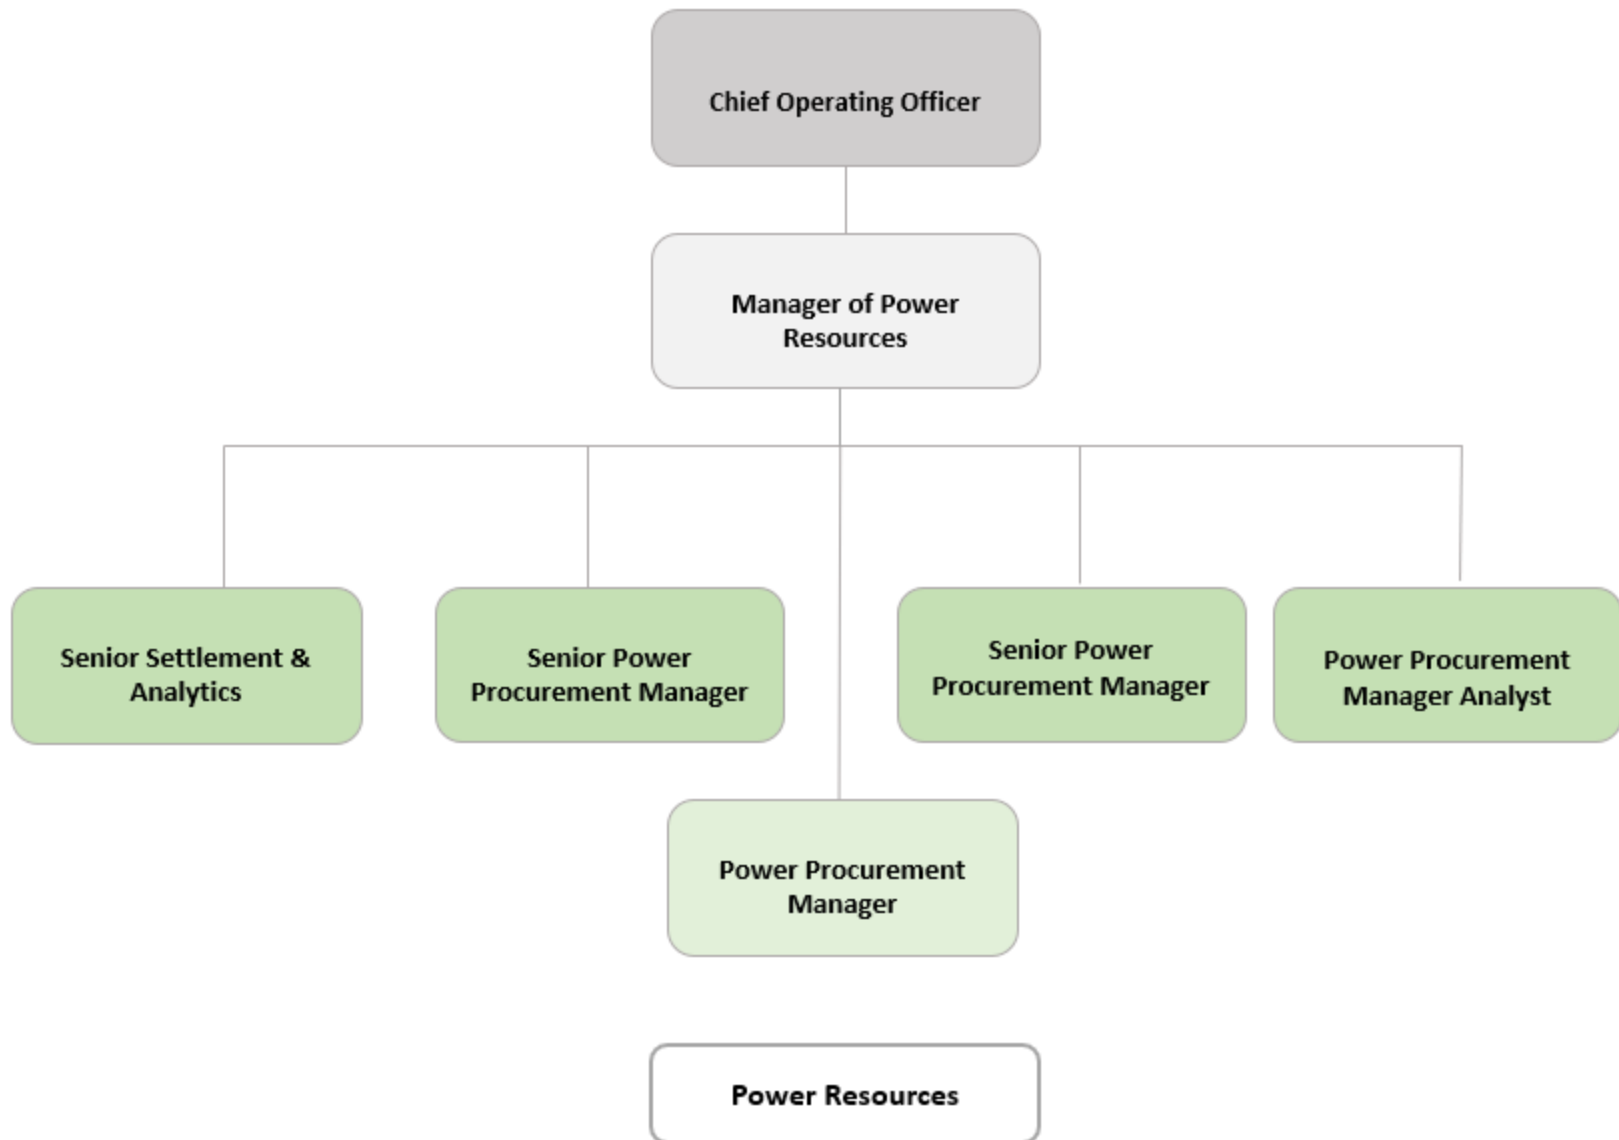 Chief Operating Officer
Manager of Power
Resources
Senior Settlement &
Analytics
Senior Power
Procurement Manager
Senior Power
Procurement Manager
Power Procurement
Manager Analyst
Power Procurement
Manager
Power Resources